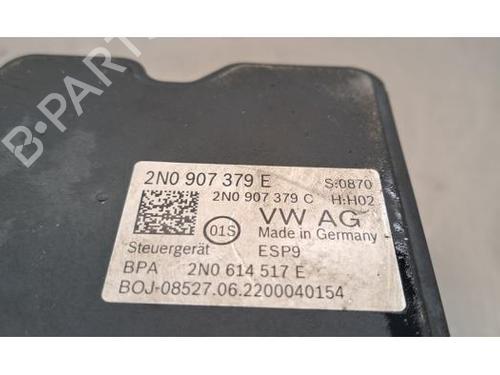 B-PARTS
2N0 907 379 E S:0870
2N0 907 379 C H:H02
01S VW AG
Made in Germany
Steuergerät ESP9
BPA 2N0 614 517 E
BOJ-08527.06.2200040154